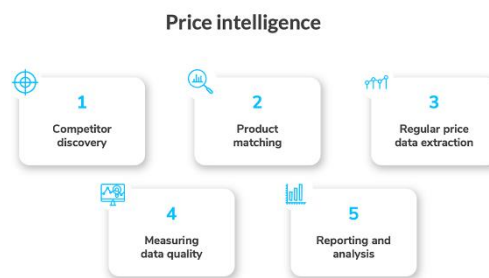 Price intelligence
1
Competitor
discovery
2
Product
matching
3
Regular price
data extraction
4
Measuring
data quality
5
Reporting and
analysis